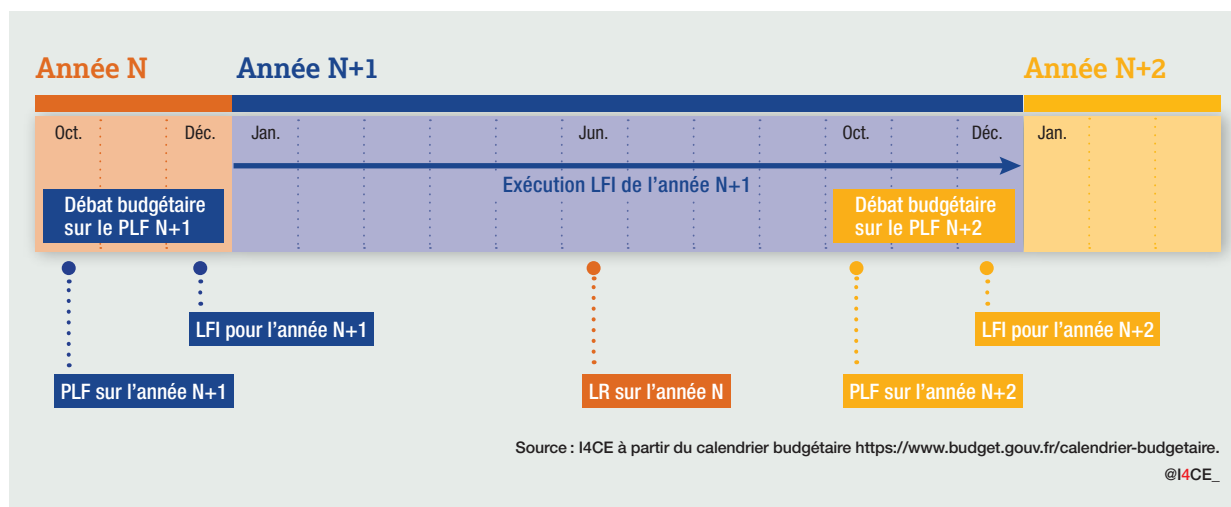 Année N
Année N+1
Année N+2
Oct.
Déc.
Jan.
Jun.
Oct.
Déc.
Jan.
Exécution LFI de l'année N+1
Débat budgétaire
sur le PLF N+1
Débat budgétaire
sur le PLF N+2
LFI pour l'année N+1
LFI pour l'année N+2
PLF sur l'année N+1
LR sur l'année N
PLF sur l'année N+2
Source : I4CE à partir du calendrier budgétaire https://www.budget.gouv.fr/calendrier-budgetaire.
@I4CE_